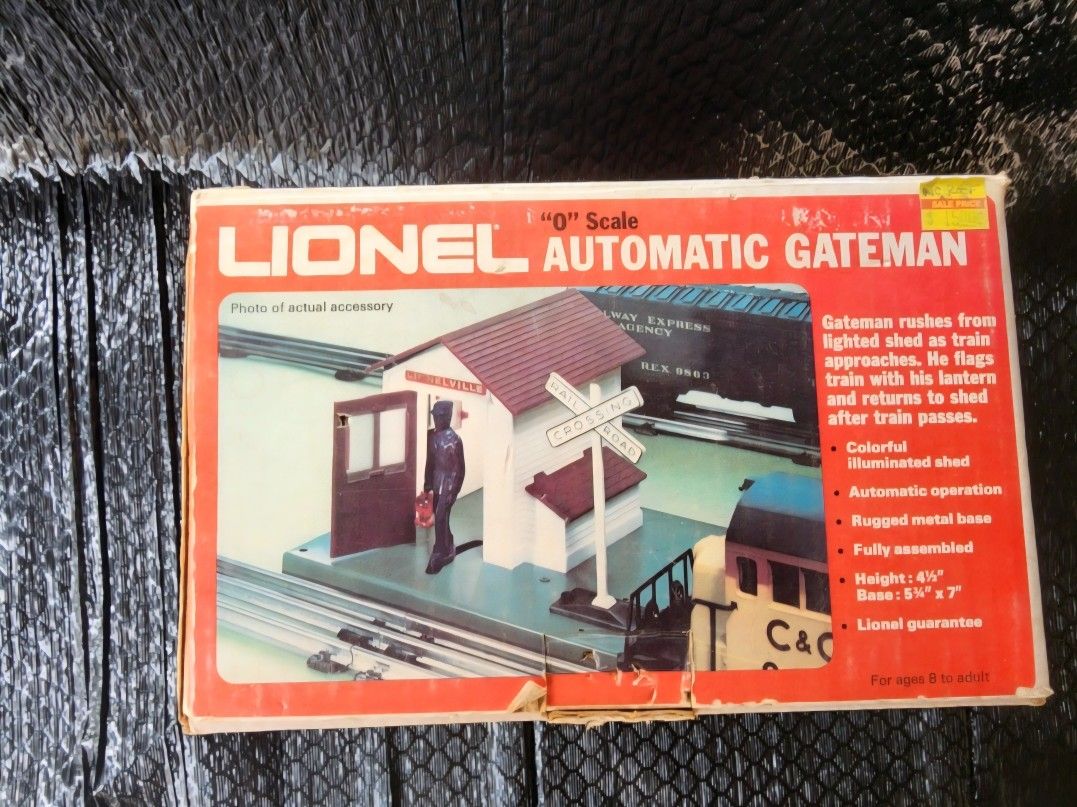 "O" Scale
LIONEL AUTOMATIC GATEMAN
SALE PRICE
Photo of actual accessory
LIONELVILLE
RAIL ROAD
CROSSING
WAY EXPRESS
AGENCY
REX 9803
C&O
Gateman rushes from
lighted shed as train
approaches. He flags
train with his lantern
and returns to shed
after train passes.
• Colorful
illuminated shed
• Automatic operation
• Rugged metal base
• Fully assembled
• Height: 4½"
Base: 5¾" x 7"
• Lionel guarantee
For ages 8 to adult